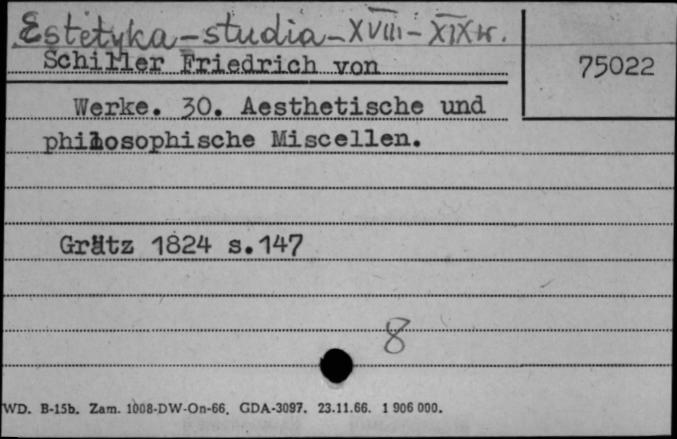 Estetyka - studia - XVIII - XIX w.
Schiller Friedrich von
75022
Werke. 30. Aesthetische und
philosophische Miscellen.
Grätz 1824 s.147
8
WD. B-15b. Zam. 1008-DW-On-66. GDA-3097. 23.11.66. 1 906 000.